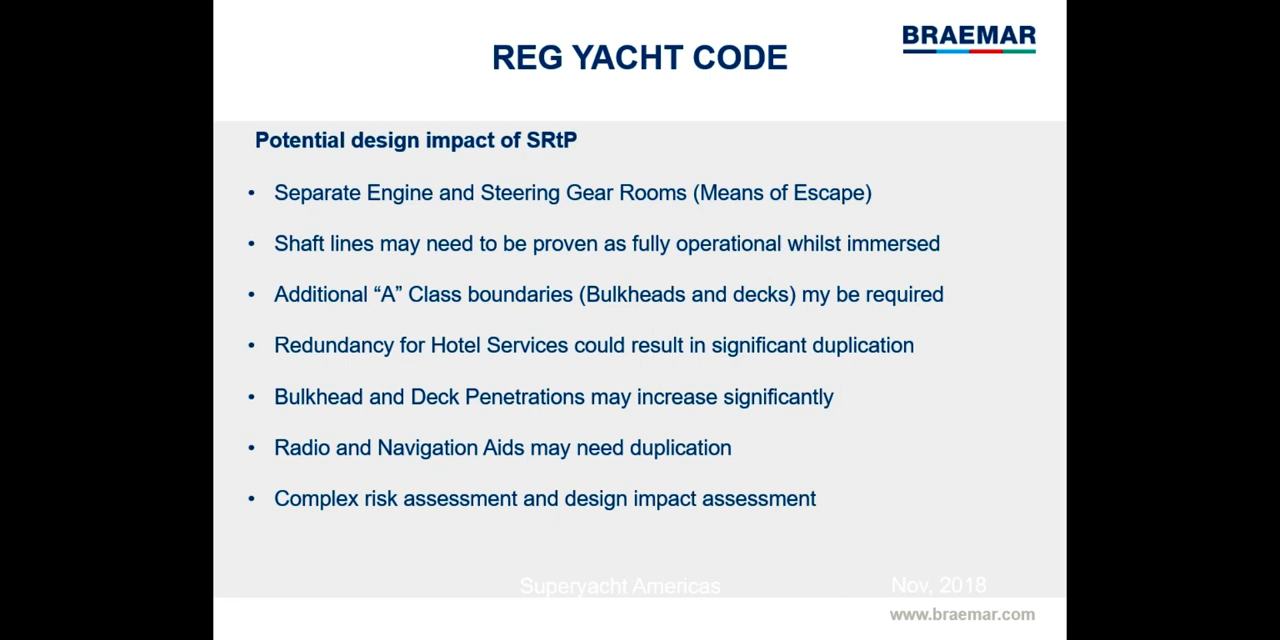 BRAEMAR
REG YACHT CODE
Potential design impact of SRtP
• Separate Engine and Steering Gear Rooms (Means of Escape)
• Shaft lines may need to be proven as fully operational whilst immersed
• Additional “A” Class boundaries (Bulkheads and decks) my be required
• Redundancy for Hotel Services could result in significant duplication
• Bulkhead and Deck Penetrations may increase significantly
• Radio and Navigation Aids may need duplication
• Complex risk assessment and design impact assessment
Superyacht Americas
Nov, 2018
www.braemar.com